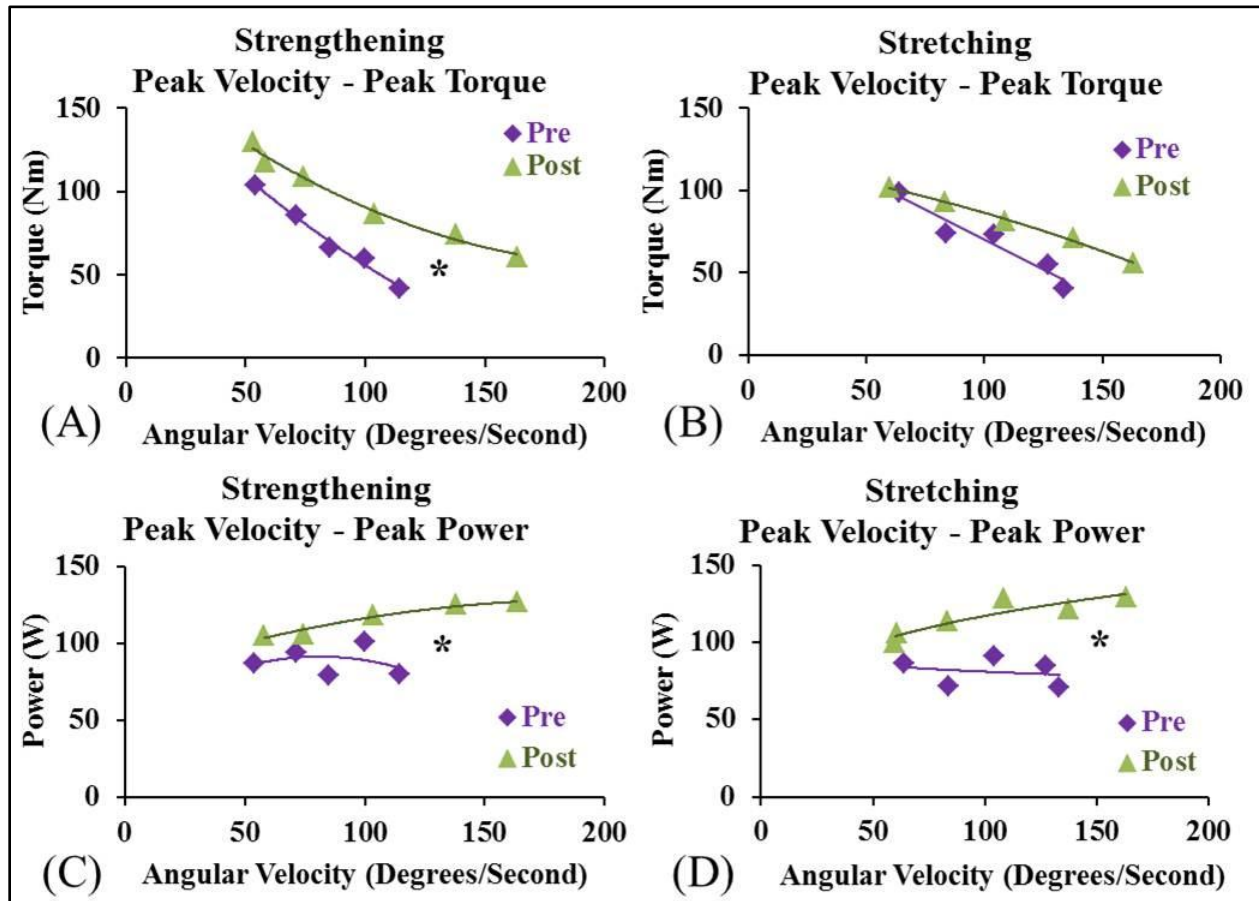 Strengthening
Peak Velocity - Peak Torque
150
100
50
0
Torque (Nm)
Pre
Post
*
0 50 100 150 200
(A)
Angular Velocity (Degrees/Second)
Stretching
Peak Velocity - Peak Torque
150
100
50
0
Torque (Nm)
Pre
Post
0 50 100 150 200
(B)
Angular Velocity (Degrees/Second)
Strengthening
Peak Velocity - Peak Power
150
100
50
0
Power (W)
*
Pre
Post
0 50 100 150 200
(C)
Angular Velocity (Degrees/Second)
Stretching
Peak Velocity - Peak Power
150
100
50
0
Power (W)
*
Pre
Post
0 50 100 150 200
(D)
Angular Velocity (Degrees/Second)